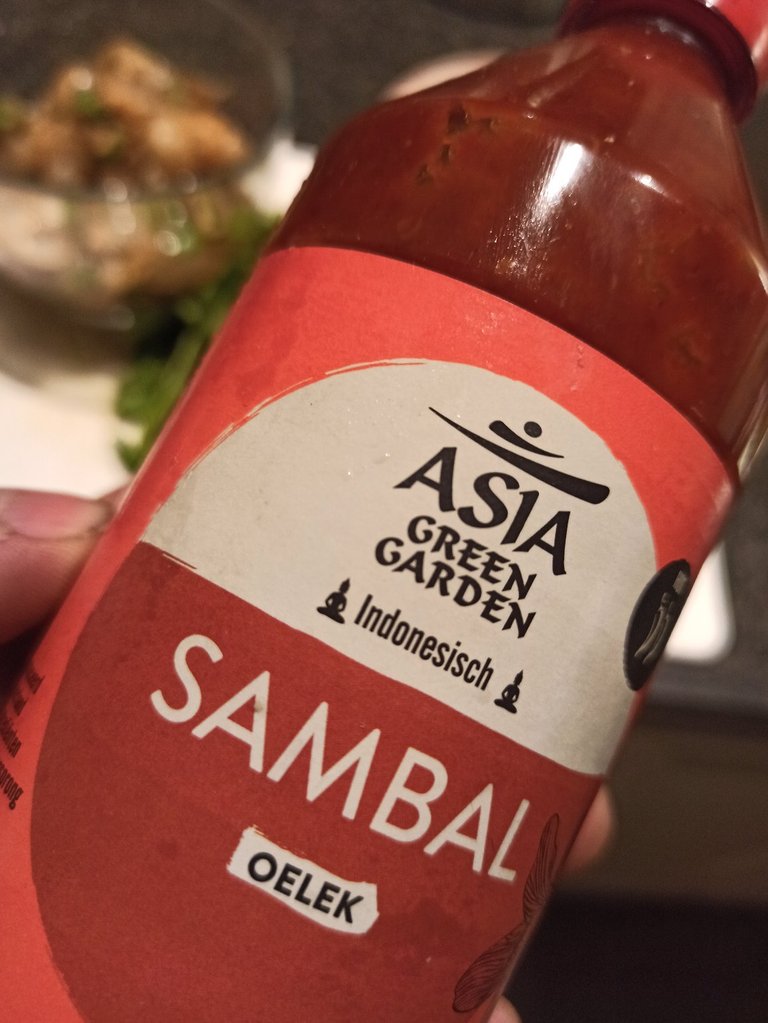 ASIA
GREEN
GARDEN
Indonesisch
SAMBAL
OELEK